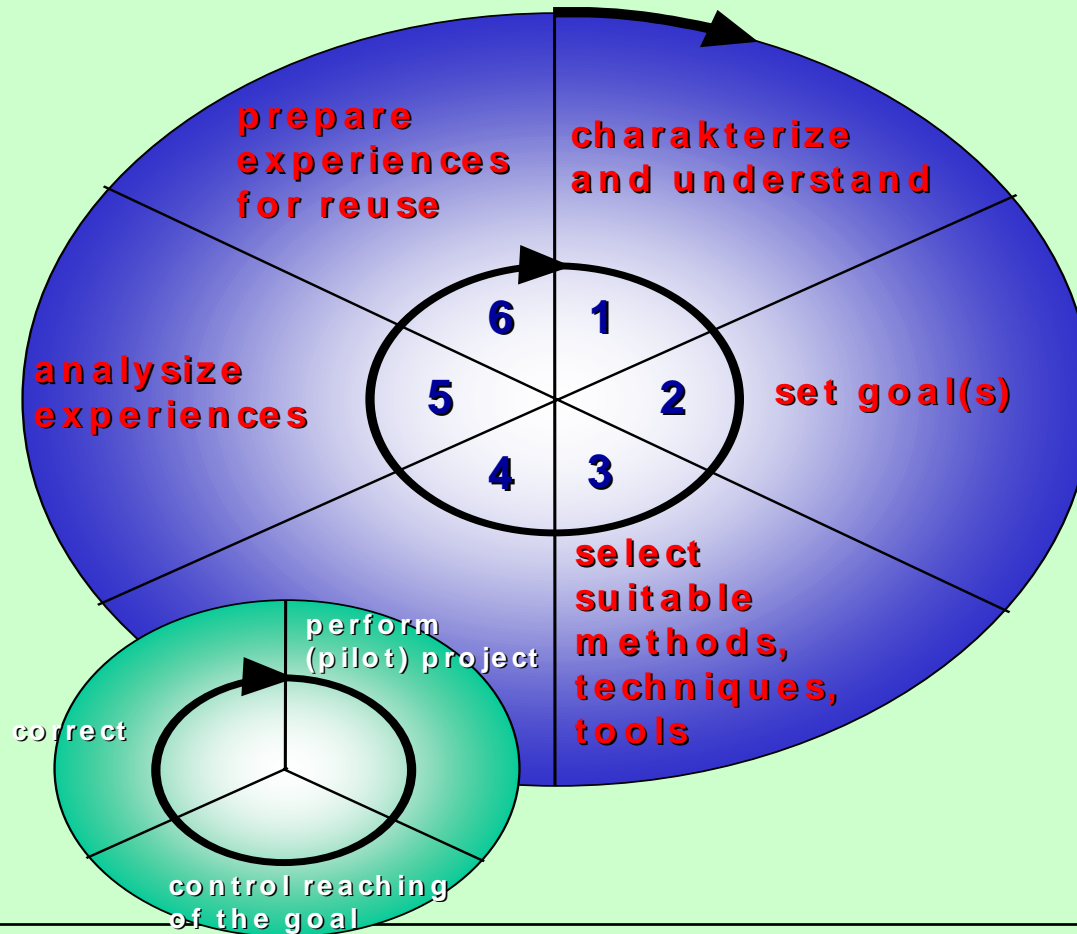 prepare
experiences
for reuse
charakterize
and understand
6
1
analysize
experiences
5
2
set goal(s)
4
3
select
suitable
methods,
techniques,
tools
perform
(pilot) project
correct
control reaching
of the goal